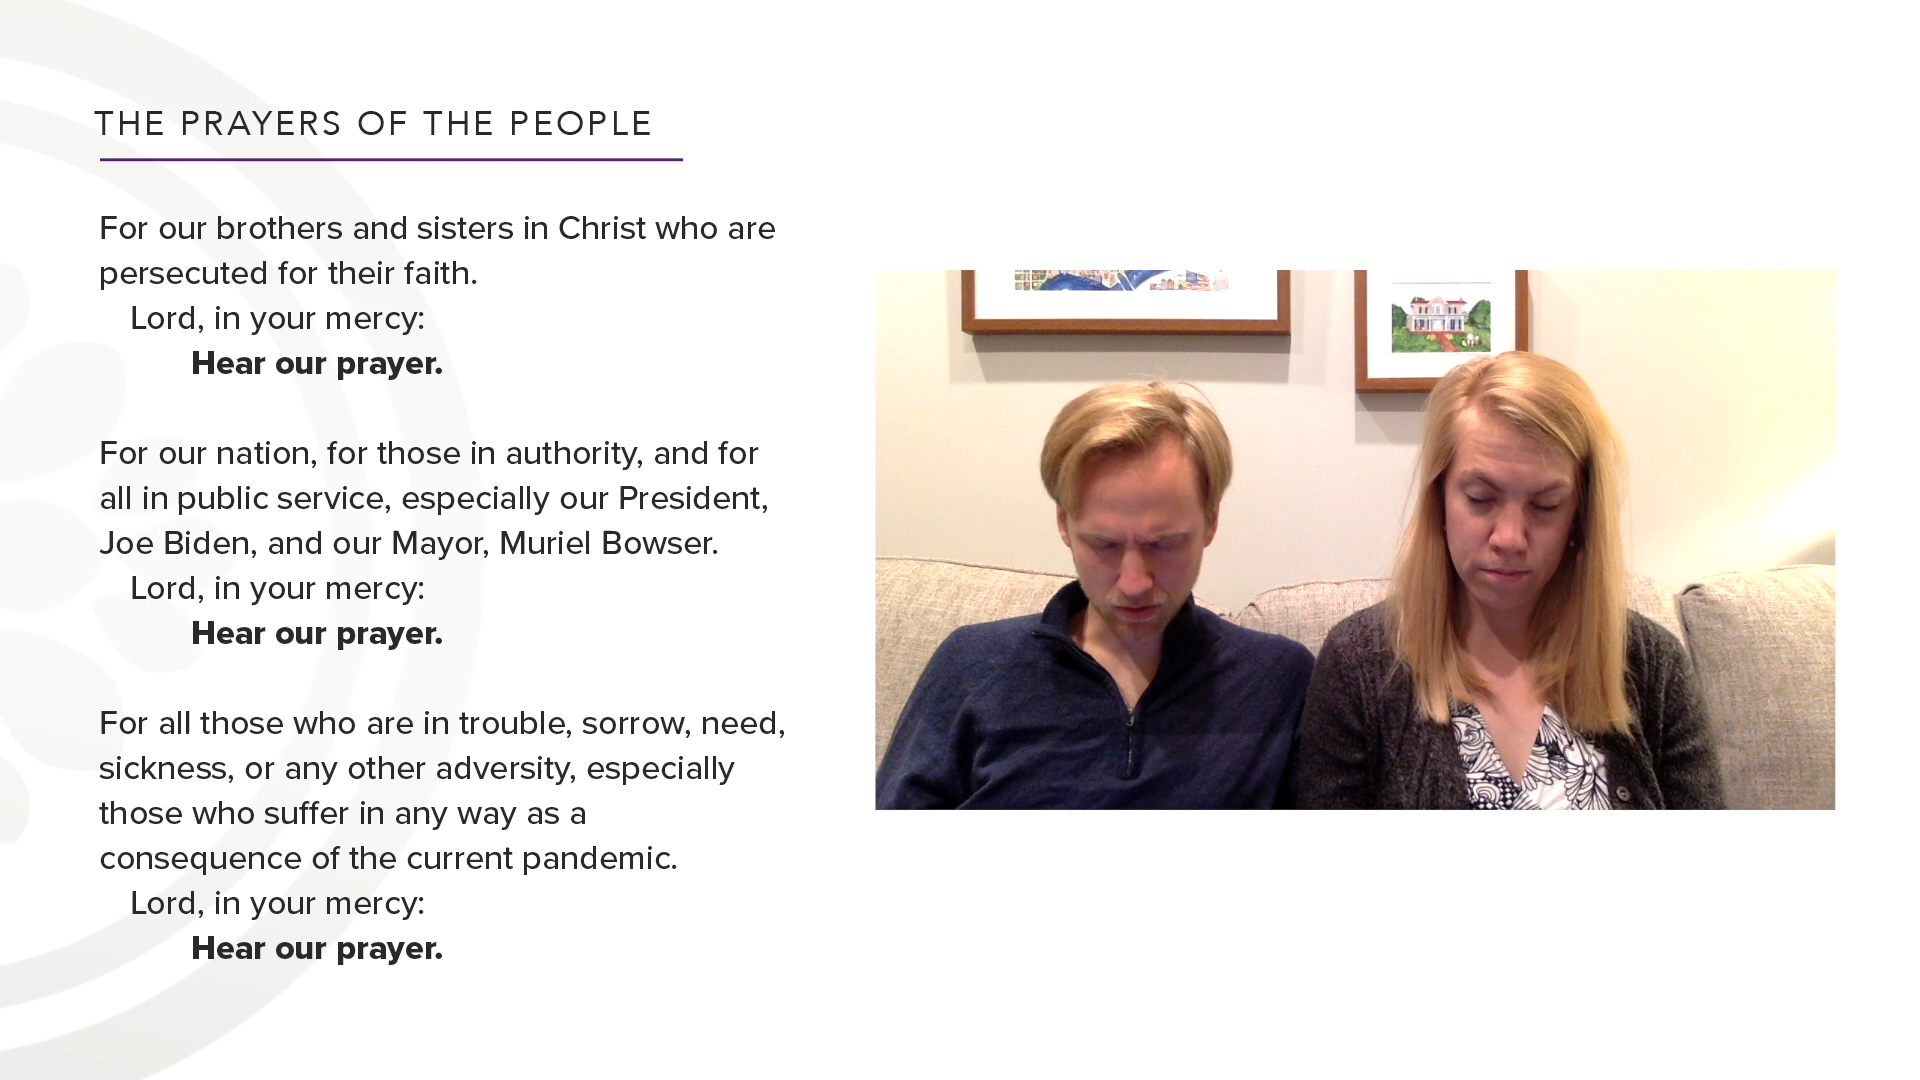 THE PRAYERS OF THE PEOPLE
For our brothers and sisters in Christ who are
persecuted for their faith.
Lord, in your mercy:
Hear our prayer.
For our nation, for those in authority, and for
all in public service, especially our President,
Joe Biden, and our Mayor, Muriel Bowser.
Lord, in your mercy:
Hear our prayer.
For all those who are in trouble, sorrow, need,
sickness, or any other adversity, especially
those who suffer in any way as a
consequence of the current pandemic.
Lord, in your mercy:
Hear our prayer.